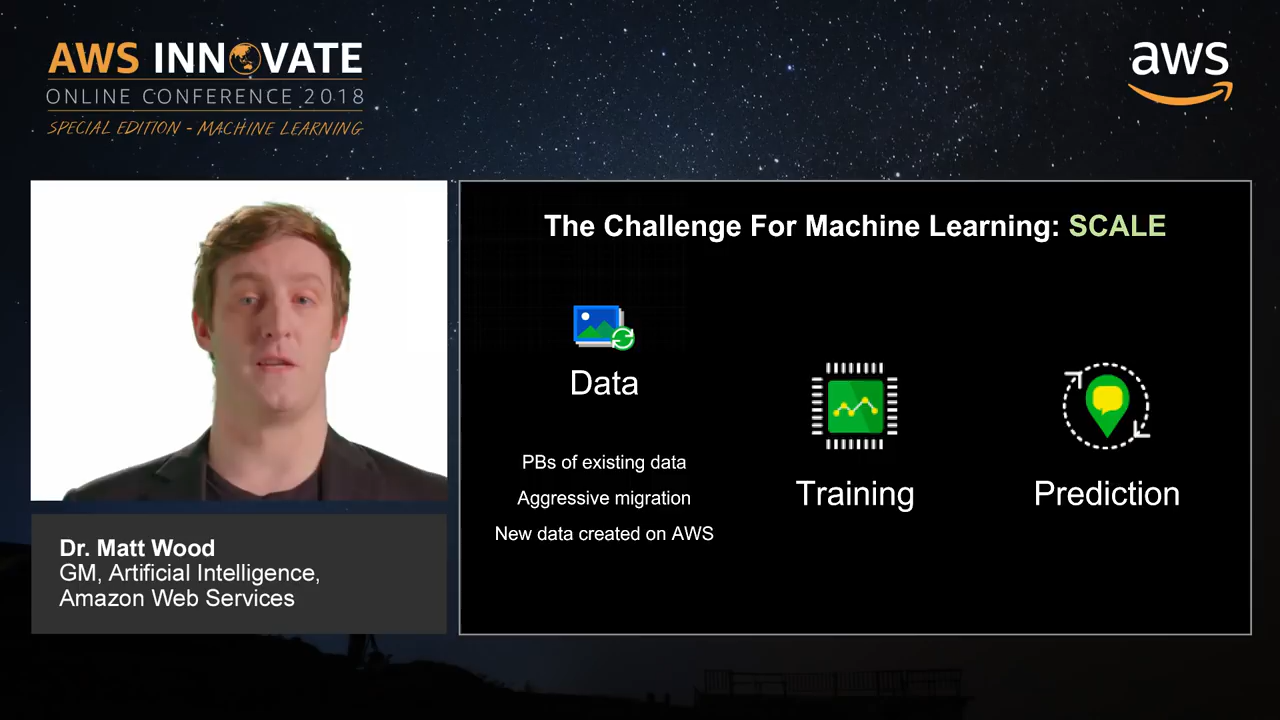 AWS INNOVATE
ONLINE CONFERENCE 2018
SPECIAL EDITION - MACHINE LEARNING
aws
The Challenge For Machine Learning: SCALE
Data
PBs of existing data
Aggressive migration
New data created on AWS
Training
Prediction
Dr. Matt Wood
GM, Artificial Intelligence,
Amazon Web Services